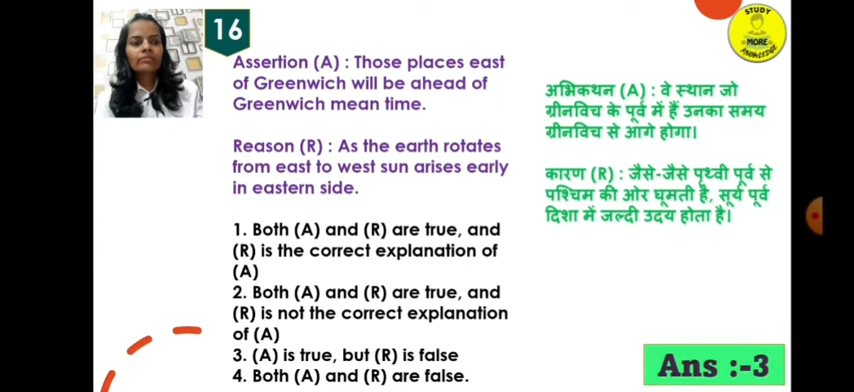 16
STUDY
MORE
KNOWLEDGE
Assertion (A) : Those places east
of Greenwich will be ahead of
Greenwich mean time.
Reason (R) : As the earth rotates
from east to west sun arises early
in eastern side.
1. Both (A) and (R) are true, and
(R) is the correct explanation of
(A)
2. Both (A) and (R) are true, and
(R) is not the correct explanation
of (A)
3. (A) is true, but (R) is false
4. Both (A) and (R) are false.
अभिकथन (A) : वे स्थान जो
ग्रीनविच के पूर्व में हैं उनका समय
ग्रीनविच से आगे होगा।
कारण (R) : जैसे-जैसे पृथ्वी पूर्व से
पश्चिम की ओर घूमती है, सूर्य पूर्व
दिशा में जल्दी उदय होता है।
Ans :-3